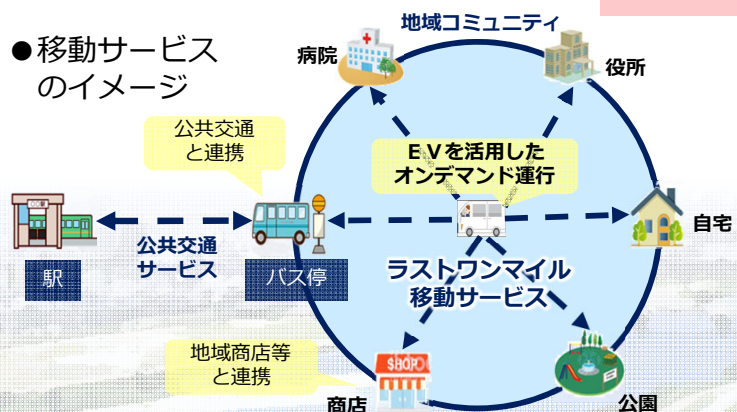 ●移動サービス
のイメージ
地域コミュニティ
病院
役所
公共交通
と連携
EVを活用した
オンデマンド運行
自宅
公共交通
サービス
駅
バス停
ラストワンマイル
移動サービス
地域商店等
と連携
SHOP
商店
公園